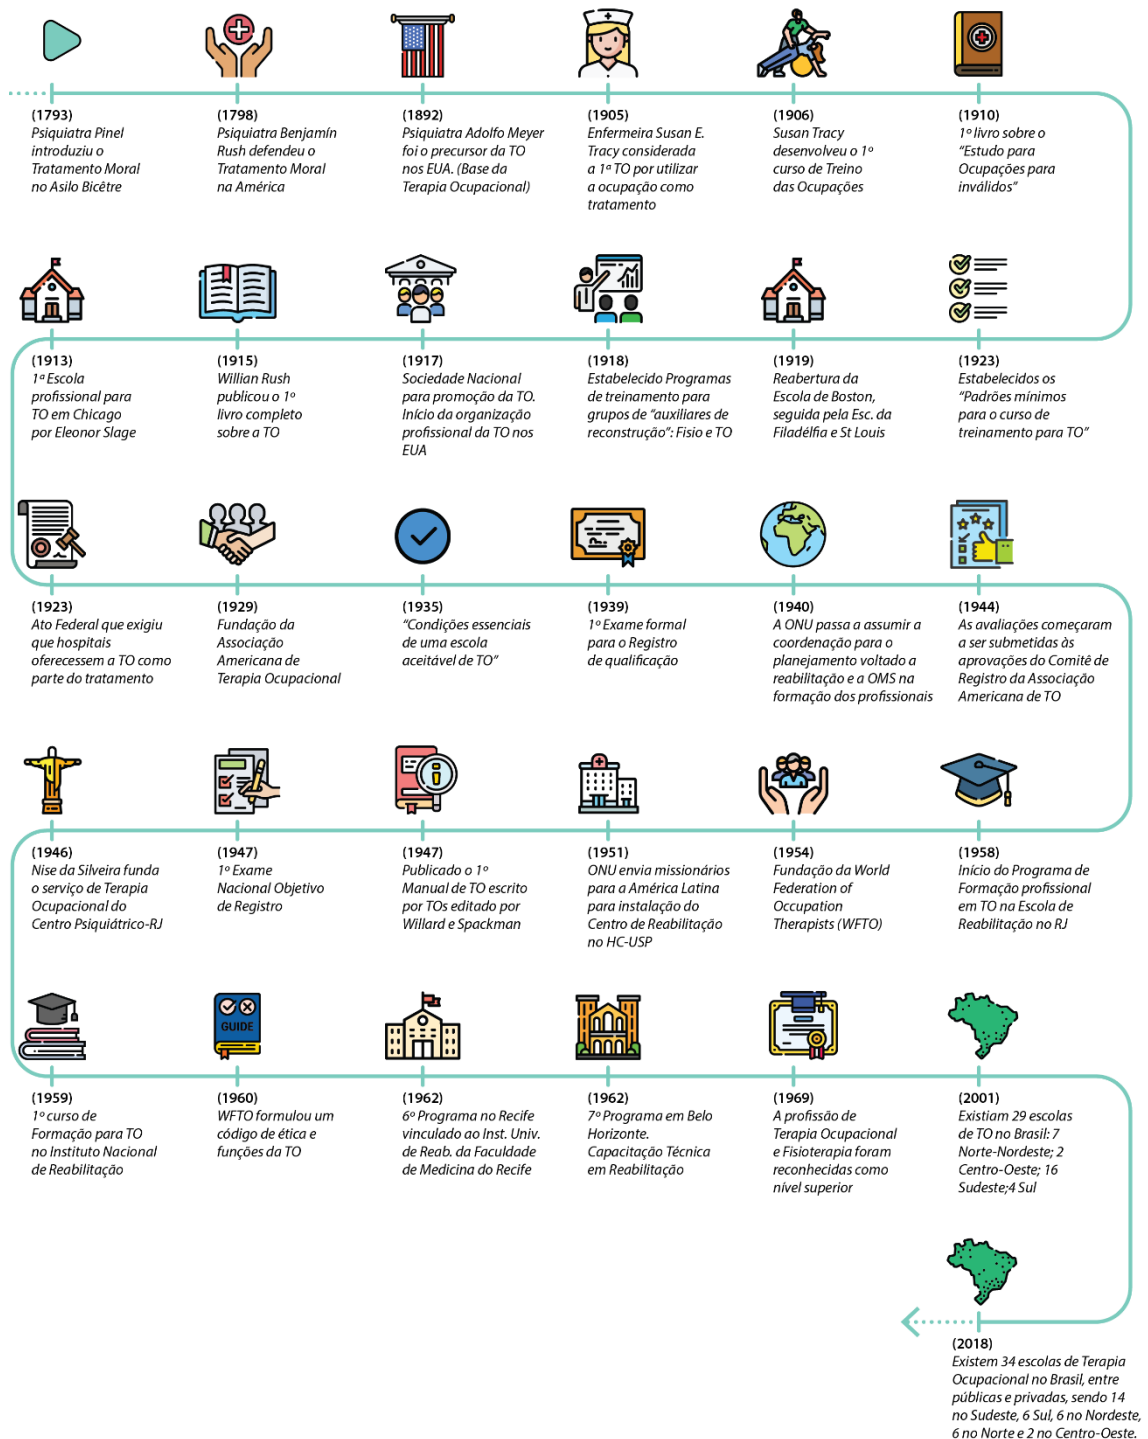 (1793)
Psiquiatra Pinel
introduziu o
Tratamento Moral
no Asilo Bicêtre
(1798)
Psiquiatra Benjamín
Rush defendeu o
Tratamento Moral
na América
(1892)
Psiquiatra Adolfo Meyer
foi o precursor da TO
nos EUA. (Base da
Terapia Ocupacional)
(1905)
Enfermeira Susan E.
Tracy considerada
a 1ª TO por utilizar
a ocupação como
tratamento
(1906)
Susan Tracy
desenvolveu o 1º
curso de Treino
das Ocupações
(1910)
1º livro sobre o
“Estudo para
Ocupações para
inválidos”
(1913)
1ª Escola
profissional para
TO em Chicago
por Eleonor Slage
(1915)
Willian Rush
publicou o 1º
livro completo
sobre a TO
(1917)
Sociedade Nacional
para promoção da TO.
Início da organização
profissional da TO nos
EUA
(1918)
Estabelecido Programas
de treinamento para
grupos de “auxiliares de
reconstrução”: Fisio e TO
(1919)
Reabertura da
Escola de Boston,
seguida pela Esc. da
Filadélfia e St Louis
(1923)
Estabelecidos os
“Padrões mínimos
para o curso de
treinamento para TO”
(1923)
Ato Federal que exigiu
que hospitais
oferecessem a TO como
parte do tratamento
(1929)
Fundação da
Associação
Americana de
Terapia Ocupacional
(1935)
“Condições essenciais
de uma escola
aceitável de TO”
(1939)
1º Exame formal
para o Registro
de qualificação
(1940)
A ONU passa a assumir a
coordenação para o
planejamento voltado a
reabilitação e a OMS na
formação dos profissionais
(1944)
As avaliações começaram
a ser submetidas às
aprovações do Comitê de
Registro da Associação
Americana de TO
(1946)
Nise da Silveira funda
o serviço de Terapia
Ocupacional do
Centro Psiquiátrico-RJ
(1947)
1º Exame
Nacional Objetivo
de Registro
(1947)
Publicado o 1º
Manual de TO escrito
por TOs editado por
Willard e Spackman
(1951)
ONU envia missionários
para a América Latina
para instalação do
Centro de Reabilitação
no HC-USP
(1954)
Fundação da World
Federation of
Occupation
Therapists (WFTO)
(1958)
Início do Programa de
Formação profissional
em TO na Escola de
Reabilitação no RJ
GUIDE
(1959)
1º curso de
Formação para TO
no Instituto Nacional
de Reabilitação
(1960)
WFTO formulou um
código de ética e
funções da TO
(1962)
6º Programa no Recife
vinculado ao Inst. Univ.
de Reab. da Faculdade
de Medicina do Recife
(1962)
7º Programa em Belo
Horizonte.
Capacitação Técnica
em Reabilitação
(1969)
A profissão de
Terapia Ocupacional
e Fisioterapia foram
reconhecidas como
nível superior
(2001)
Existiam 29 escolas
de TO no Brasil: 7
Norte-Nordeste; 2
Centro-Oeste; 16
Sudeste;4 Sul
(2018)
Existem 34 escolas de Terapia
Ocupacional no Brasil, entre
públicas e privadas, sendo 14
no Sudeste, 6 Sul, 6 no Nordeste,
6 no Norte e 2 no Centro-Oeste.